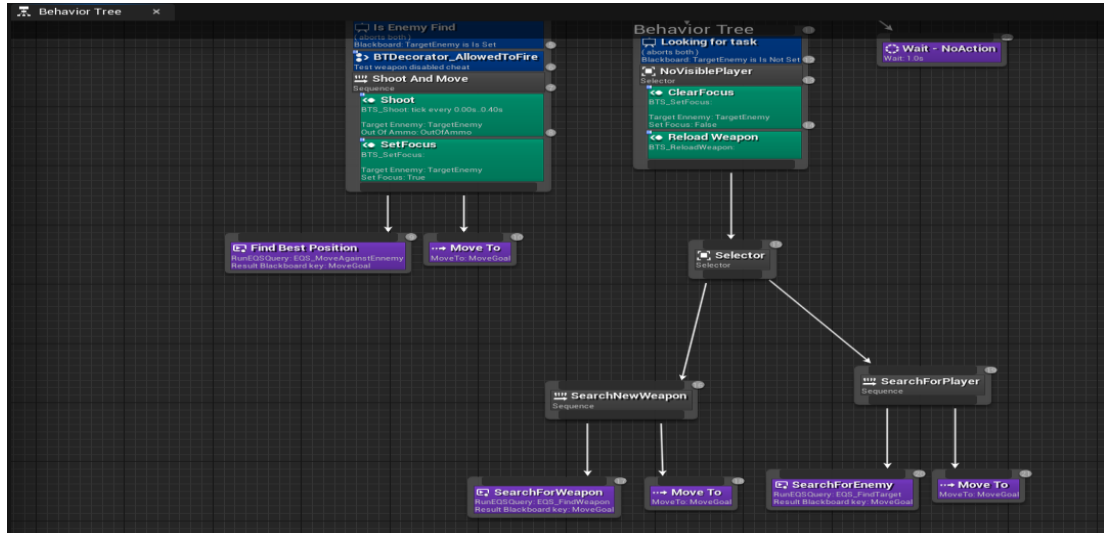 Behavior Tree
Is Enemy Find
( aborts both )
Blackboard: TargetEnemy is Is Set
BTDecorator_AllowedToFire
Test weapon disabled cheat
Shoot And Move
Sequence
Shoot
BTS_Shoot: tick every 0.00s..0.40s
Target Ennemy: TargetEnemy
Out Of Ammo: OutOfAmmo
SetFocus
BTS_SetFocus:
Target Ennemy: TargetEnemy
Set Focus: True
Behavior Tree
Looking for task
( aborts both )
Blackboard: TargetEnemy is Is Not Set
NoVisiblePlayer
Selector
ClearFocus
BTS_SetFocus:
Target Ennemy: TargetEnemy
Set Focus: False
Reload Weapon
BTS_ReloadWeapon:
Wait - NoAction
Wait: 1.0s
Find Best Position
RunEQSQuery: EQS_MoveAgainstEnnemy
Result Blackboard key: MoveGoal
Move To
MoveTo: MoveGoal
Selector
Selector
SearchNewWeapon
Sequence
SearchForPlayer
Sequence
SearchForWeapon
RunEQSQuery: EQS_FindWeapon
Result Blackboard key: MoveGoal
Move To
MoveTo: MoveGoal
SearchForEnemy
RunEQSQuery: EQS_FindTarget
Result Blackboard key: MoveGoal
Move To
MoveTo: MoveGoal